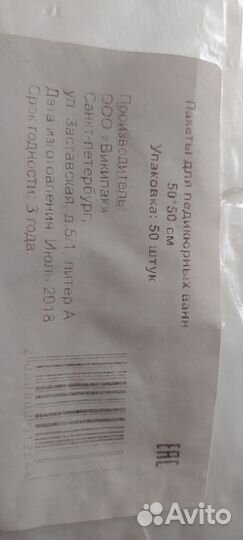 Пакеты для педикюрных ванн
50*50 см
Упаковка: 50 штук
Производитель:
ООО «Википак»
Санкт-петербург,
ул. Заставская, д.5/1, литер А
Дата изготовления: Июль 2018
Срок годности: 3 года
EAC
Avito